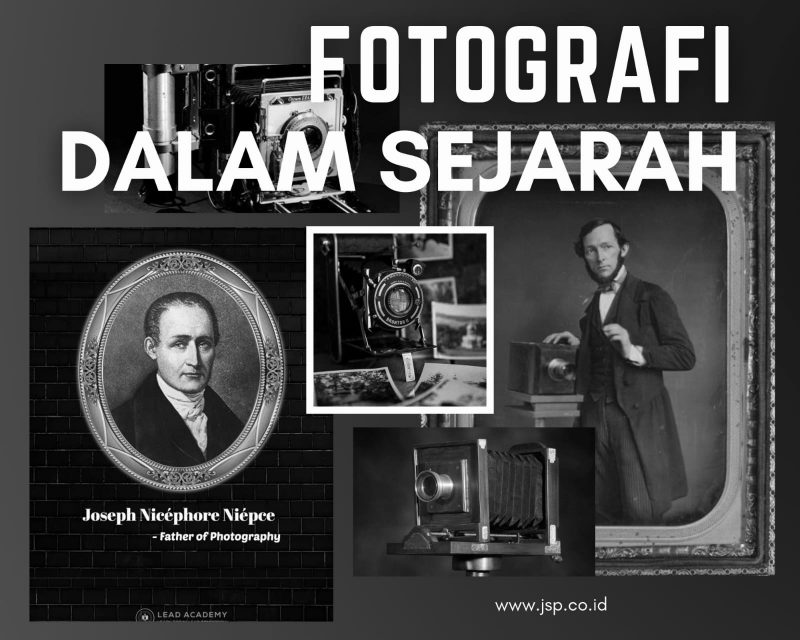 FOTOGRAFI
DALAM SEJARAH
Joseph Nicéphore Niépce
- Father of Photography
LEAD ACADEMY
www.jsp.co.id